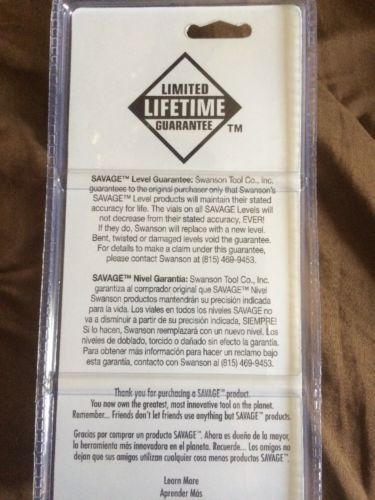 LIMITED
LIFETIME
GUARANTEE
TM
SAVAGE™ Level Guarantee: Swanson Tool Co., Inc.
guarantees to the original purchaser only that Swanson's
SAVAGE™ Level products will maintain their stated
accuracy for life. The vials on all SAVAGE Levels will
not decrease from their stated accuracy, EVER!
If they do, Swanson will replace with a new level.
Bent, twisted or damaged levels void the guarantee.
For details to make a claim under this guarantee,
please contact Swanson at (815) 469-9453.
SAVAGE™ Nivel Garantía: Swanson Tool Co., Inc.
garantiza al comprador original que SAVAGE™ Nivel
Swanson productos mantendrán su precisión indicada
para la vida. Los viales en todos los niveles SAVAGE no
va a disminuir a partir de su precisión indicada, SIEMPRE!
Si lo hacen, Swanson reemplazará con un nuevo nivel. Los
niveles de doblado, torcido o dañado sin efecto la garantía.
Para obtener más información para hacer un reclamo bajo
esta garantía, contacto con Swanson al (815) 469-9453.
Thank you for purchasing a SAVAGE™ product.
You now own the greatest, most innovative tool on the planet.
Remember... Friends don't let friends use anything but SAVAGE™ products.
Gracias por comprar un producto SAVAGE™. Ahora es dueño de la mayor,
la herramienta más innovadora en el planeta. Recuerde... Los amigos no
dejan que sus amigos utilizan cualquier cosa menos productos SAVAGE™.
Learn More
Aprender Más